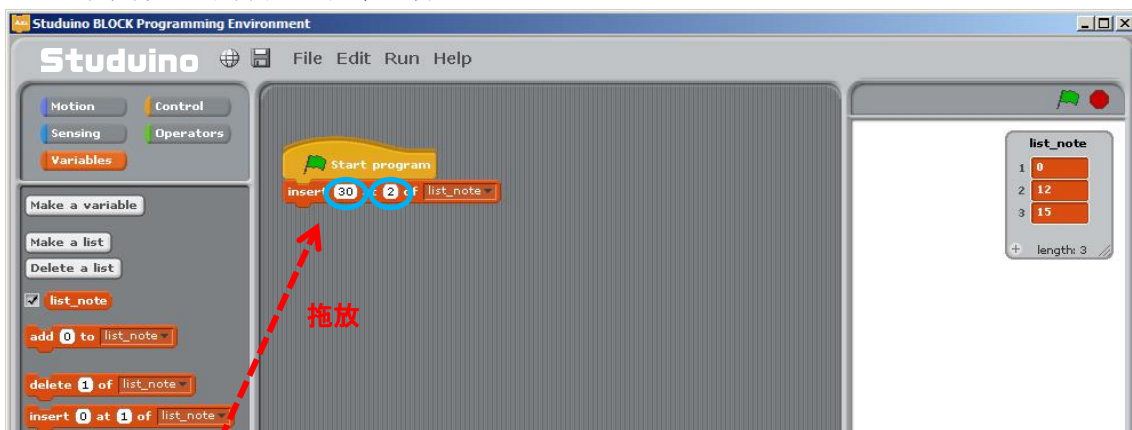 Studuino BLOCK Programming Environment
Studuino File Edit Run Help
Motion Control
Sensing Operators
Variables
Make a variable
Make a list
Delete a list
list_note
add 0 to list_note
delete 1 of list_note
insert 0 at 1 of list_note
Start program
insert 30 at 2 of list_note
拖放
list_note
1 0
2 12
3 15
+ length: 3